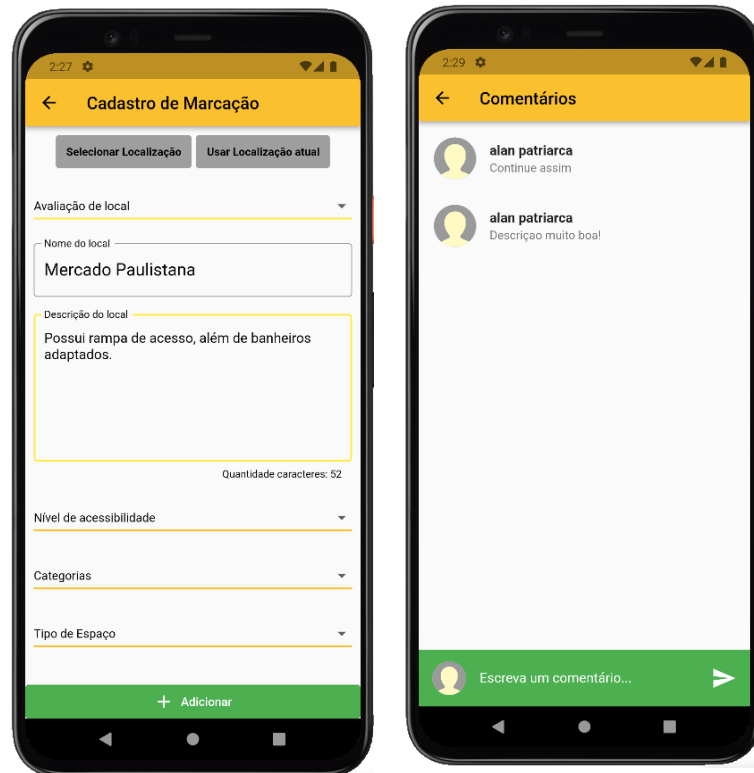 2:27
Cadastro de Marcação
Selecionar Localização
Usar Localização atual
Avaliação de local
Nome do local
Mercado Paulistana
Descrição do local
Possui rampa de acesso, além de banheiros
adaptados.
Quantidade caracteres: 52
Nível de acessibilidade
Categorias
Tipo de Espaço
+ Adicionar
2:29
Comentários
alan patriarca
Continue assim
alan patriarca
Descriçao muito boa!
Escreva um comentário...